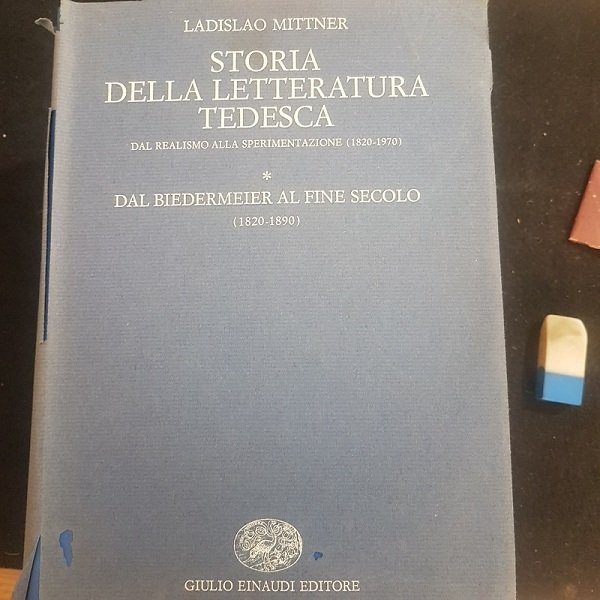 LADISLAO MITTNER
STORIA
DELLA LETTERATURA
TEDESCA
DAL REALISMO ALLA SPERIMENTAZIONE (1820-1970)
*
DAL BIEDERMEIER AL FINE SECOLO
(1820-1890)
GIULIO EINAUDI EDITORE